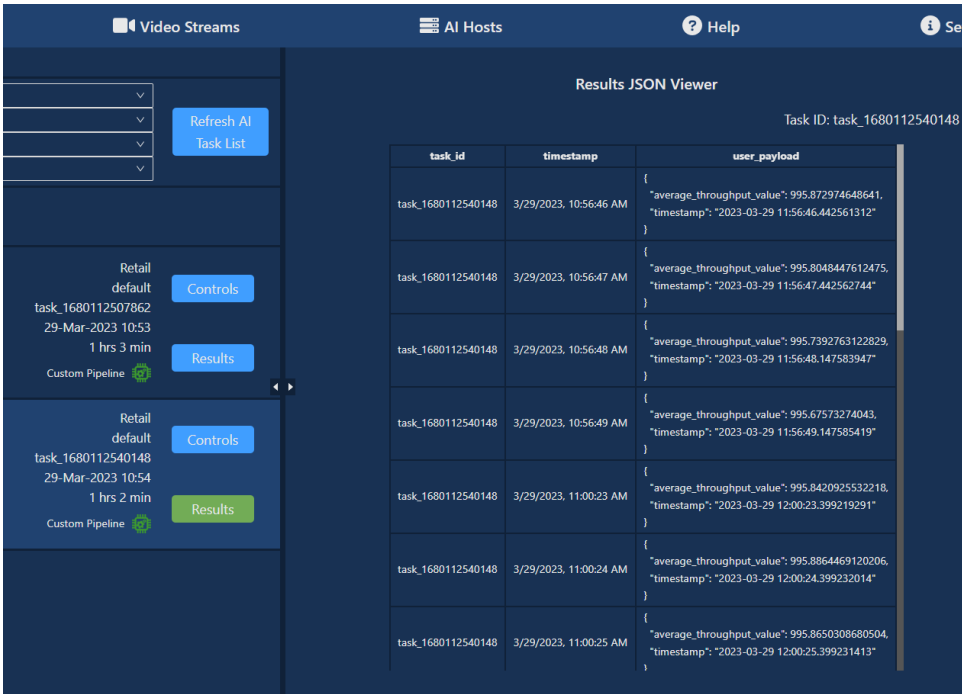 Video Streams
AI Hosts
Help
Se
Refresh AI
Task List
Retail
default
task_1680112507862
29-Mar-2023 10:53
1 hrs 3 min
Custom Pipeline
Controls
Results
Retail
default
task_1680112540148
29-Mar-2023 10:54
1 hrs 2 min
Custom Pipeline
Controls
Results
Results JSON Viewer
Task ID: task_1680112540148
task_id timestamp user_payload
{
task_1680112540148 3/29/2023, 10:56:46 AM "average_throughput_value": 995.872974648641,
"timestamp": "2023-03-29 11:56:46.442561312"
}
{
task_1680112540148 3/29/2023, 10:56:47 AM "average_throughput_value": 995.8048447612475,
"timestamp": "2023-03-29 11:56:47.442562744"
}
{
task_1680112540148 3/29/2023, 10:56:48 AM "average_throughput_value": 995.7392763122829,
"timestamp": "2023-03-29 11:56:48.147583947"
}
{
task_1680112540148 3/29/2023, 10:56:49 AM "average_throughput_value": 995.67573274043,
"timestamp": "2023-03-29 11:56:49.147585419"
}
{
task_1680112540148 3/29/2023, 11:00:23 AM "average_throughput_value": 995.8420925532218,
"timestamp": "2023-03-29 12:00:23.399219291"
}
{
task_1680112540148 3/29/2023, 11:00:24 AM "average_throughput_value": 995.8864469120206,
"timestamp": "2023-03-29 12:00:24.399232014"
}
{
task_1680112540148 3/29/2023, 11:00:25 AM "average_throughput_value": 995.8650308680504,
"timestamp": "2023-03-29 12:00:25.399231413"
}